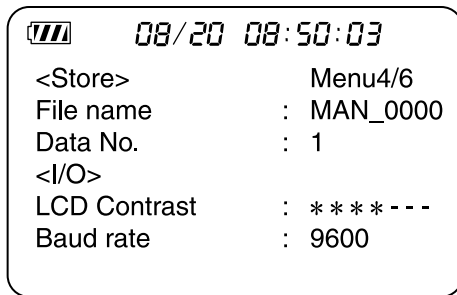 08/20 08:50:03
<Store> Menu4/6
File name : MAN_0000
Data No. : 1
<I/O>
LCD Contrast : ****---
Baud rate : 9600